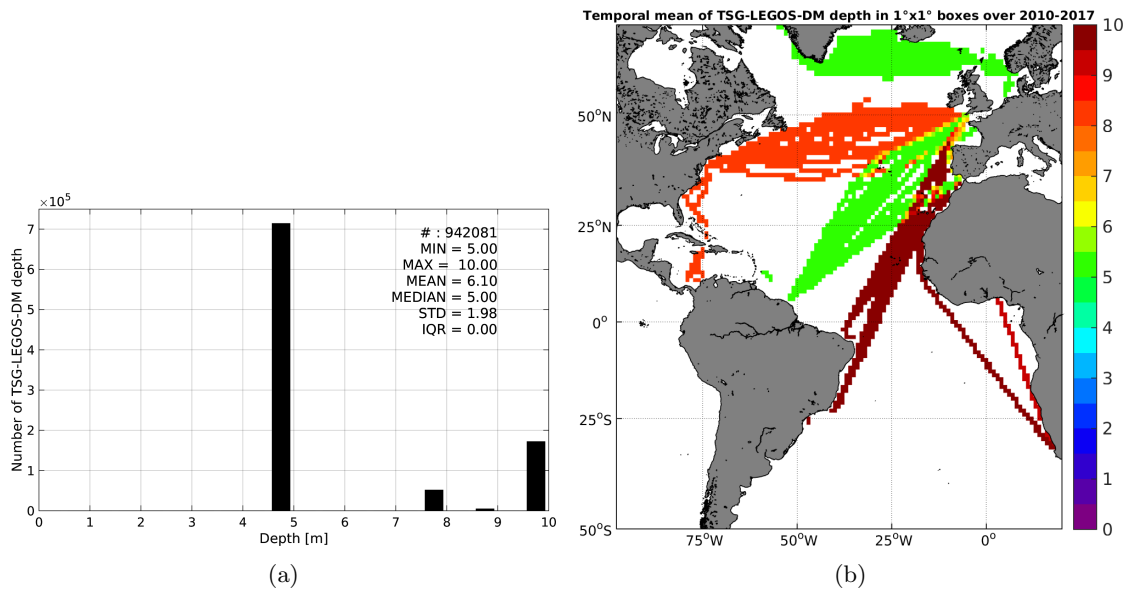 ×10⁵
Number of TSG-LEGOS-DM depth
7
6
5
4
3
2
1
0
# : 942081
MIN = 5.00
MAX = 10.00
MEAN = 6.10
MEDIAN = 5.00
STD = 1.98
IQR = 0.00
0 1 2 3 4 5 6 7 8 9 10
Depth [m]
(a)
Temporal mean of TSG-LEGOS-DM depth in 1°x1° boxes over 2010-2017
50°N
25°N
0°
25°S
50°S
75°W 50°W 25°W 0°
10
9
8
7
6
5
4
3
2
1
0
(b)